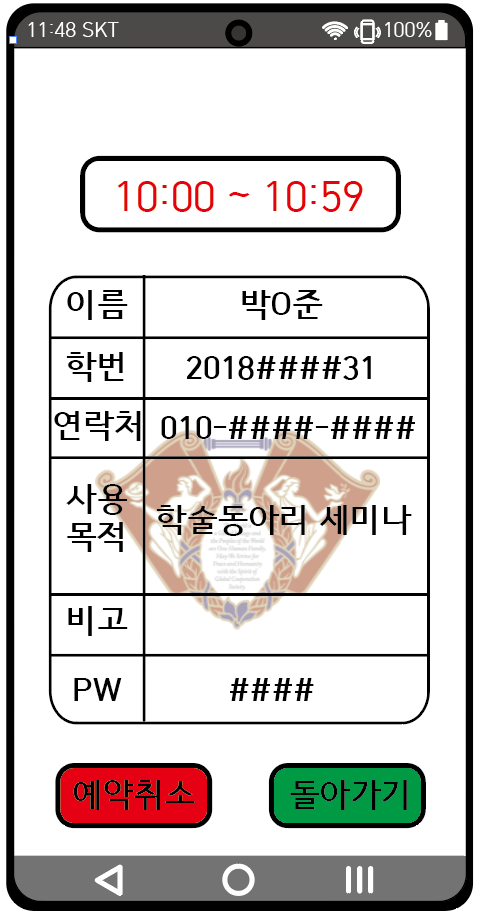 11:48 SKT 100%
10:00 ~ 10:59
이름 박O준
학번 2018####31
연락처 010-####-####
사용
목적 학술동아리 세미나
비고
PW ####
예약취소 돌아가기